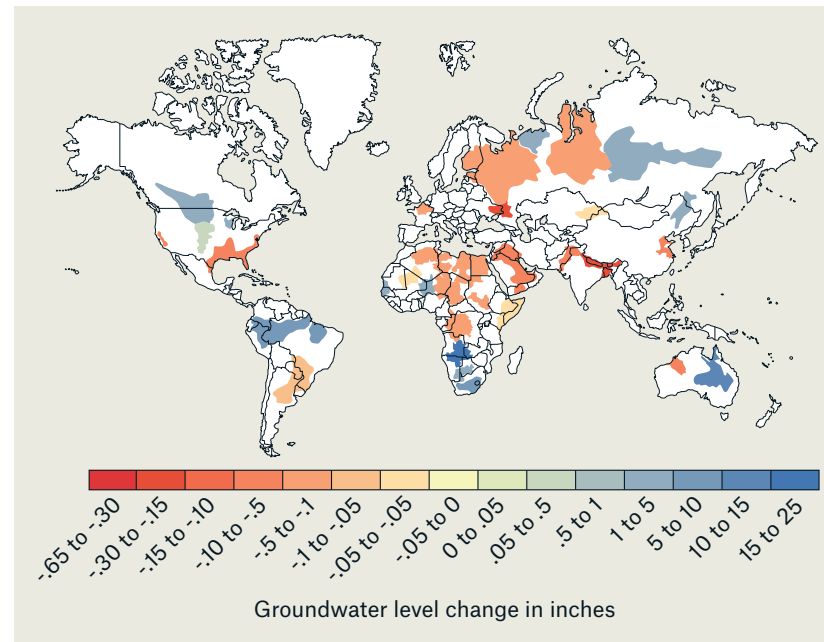 -.65 to -.30
-.30 to -.15
-.15 to -.10
-.10 to -.5
-.5 to -.1
-.1 to -.05
-.05 to -.05
-.05 to 0
0 to .05
.05 to .5
.5 to 1
1 to 5
5 to 10
10 to 15
15 to 25
Groundwater level change in inches